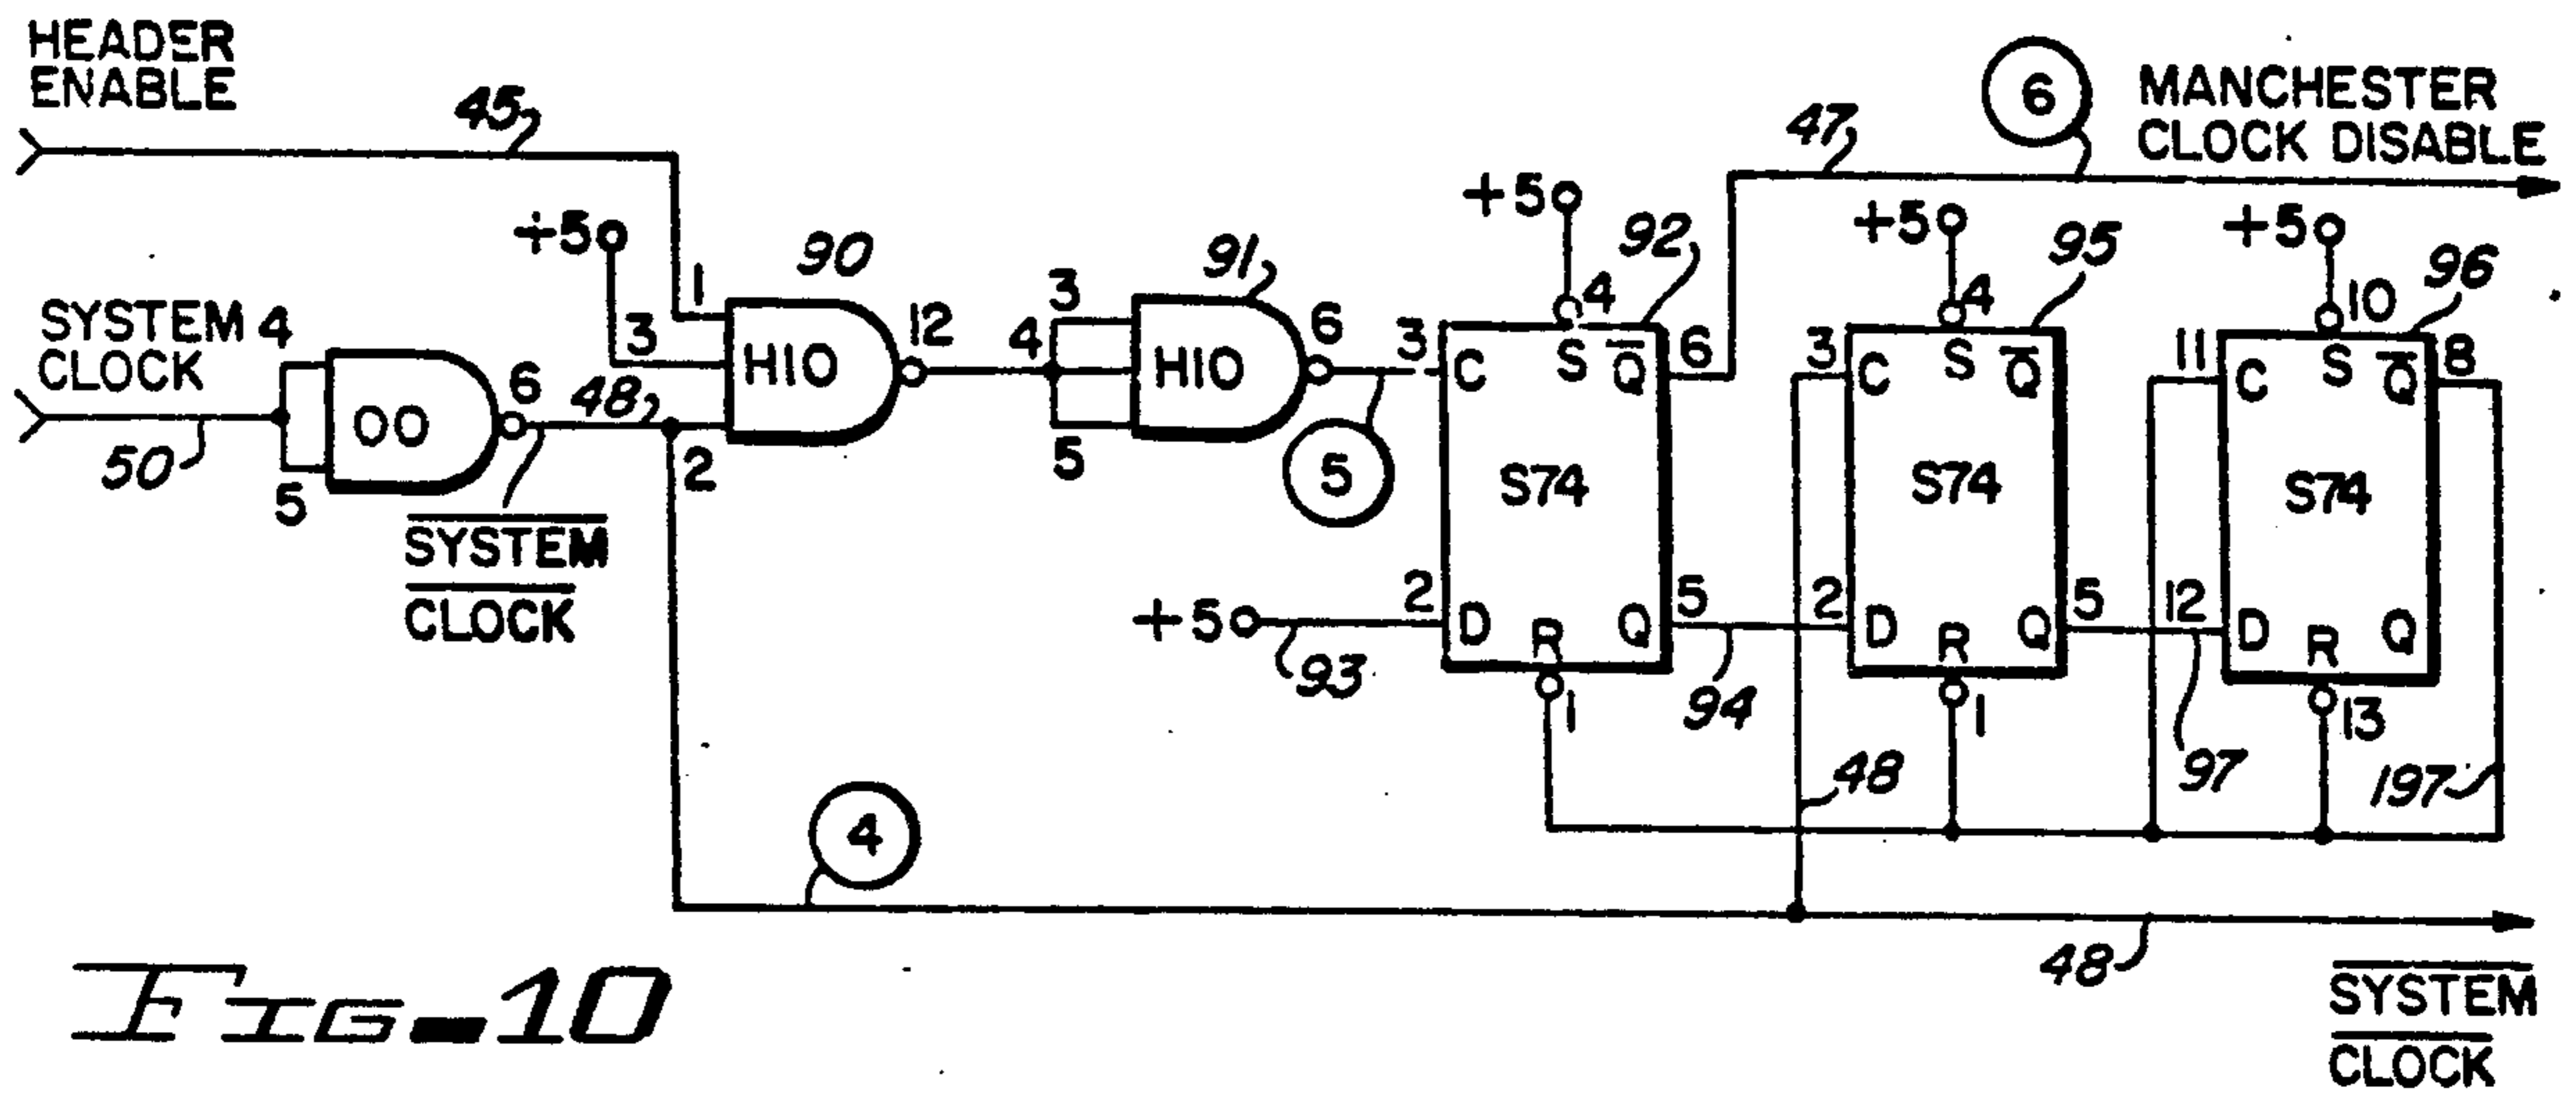 HEADER
ENABLE
45
+5
90
1
3
2
H10
12
SYSTEM
CLOCK
4
5
50
00
6
48
SYSTEM
CLOCK
91
3
4
5
H10
6
5
+5
4
92
3
C
S
Q
6
S74
+5
93
2
D
R
Q
5
1
94
47
6
MANCHESTER
CLOCK DISABLE
+5
4
95
3
C
S
Q
S74
2
D
R
Q
5
1
48
+5
10
96
11
C
S
Q
8
S74
12
D
R
Q
13
97
197
4
48
SYSTEM
CLOCK
FIG-10